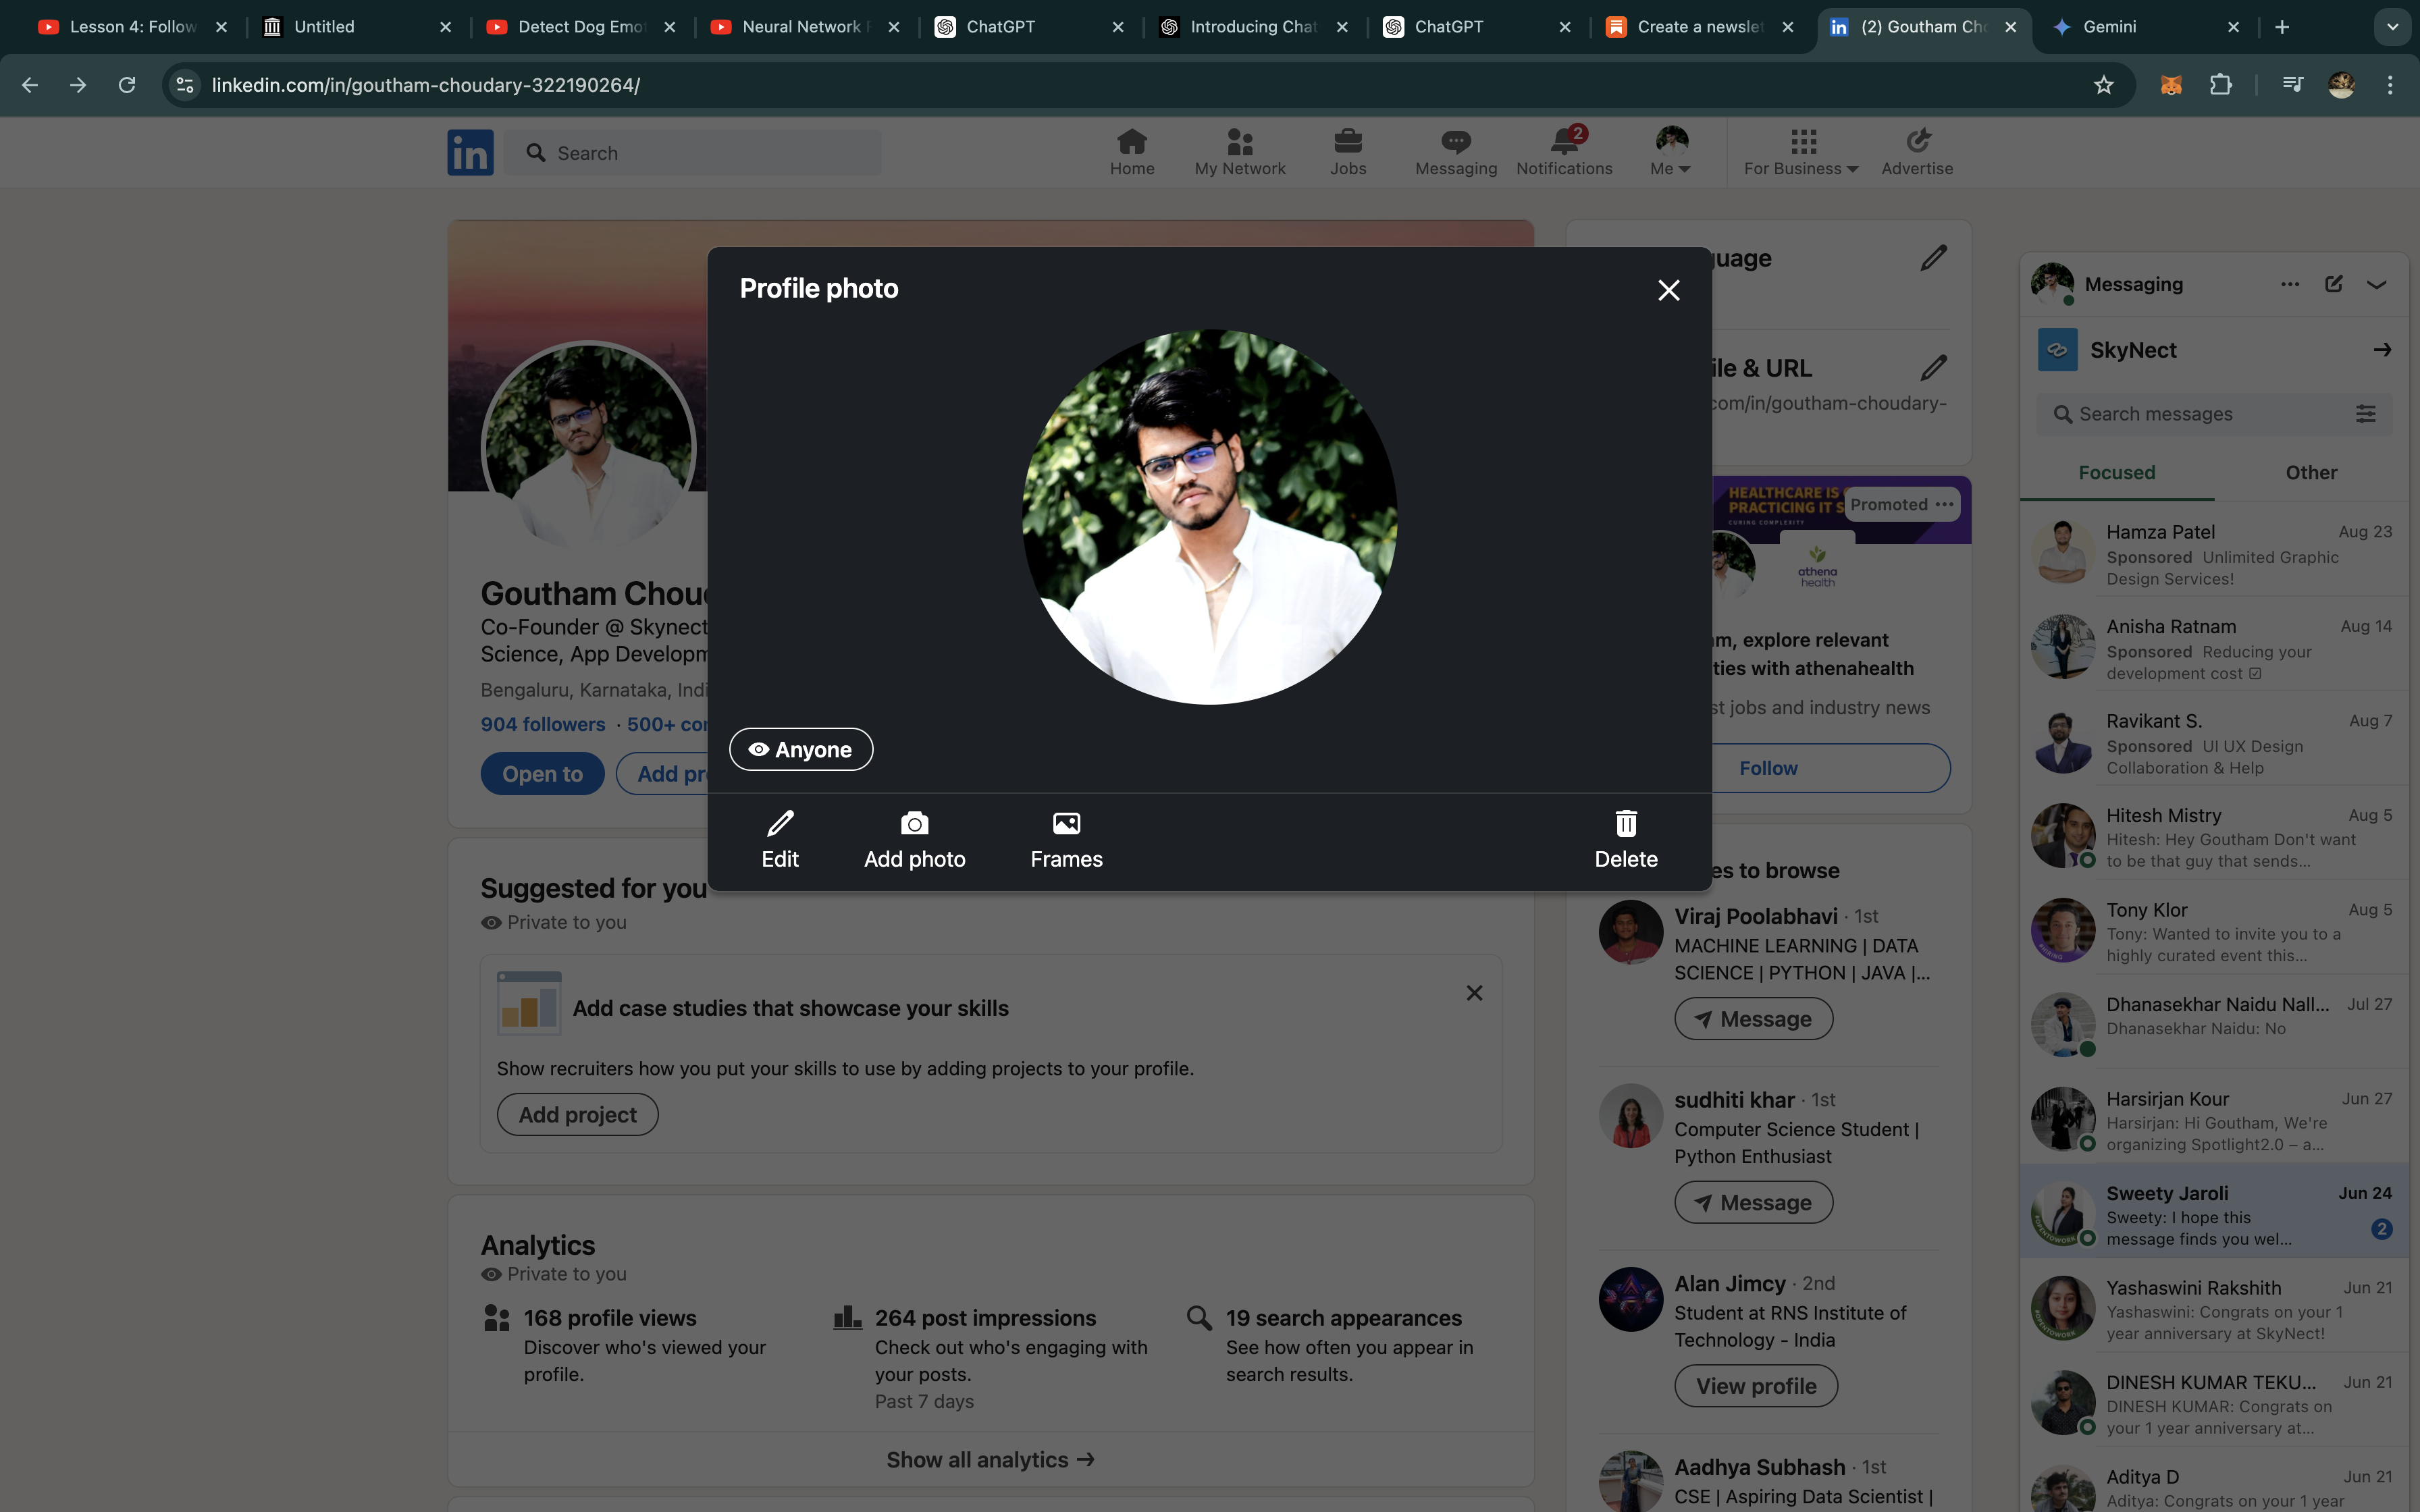 Lesson 4: Follow
Untitled
Detect Dog Emo
Neural Network
ChatGPT
Introducing Chat
ChatGPT
Create a newslet
(2) Goutham Ch
Gemini
linkedin.com/in/goutham-choudary-322190264/
in
Search
Home
My Network
Jobs
Messaging
2
Notifications
Me
For Business
Advertise
Profile photo
Anyone
Edit
Add photo
Frames
Delete
Goutham Chou
Co-Founder @ Skynect
Science, App Developm
Bengaluru, Karnataka, Indi
904 followers · 500+ co
Open to
Add pr
Suggested for you
Private to you
Add case studies that showcase your skills
Show recruiters how you put your skills to use by adding projects to your profile.
Add project
Analytics
Private to you
168 profile views
Discover who's viewed your
profile.
264 post impressions
Check out who's engaging with
your posts.
Past 7 days
19 search appearances
See how often you appear in
search results.
Show all analytics →
uage
ile & URL
com/in/goutham-choudary-
HEALTHCARE IS
PRACTICING IT S
CURING COMPLEXITY
Promoted
athena
health
m, explore relevant
ties with athenahealth
st jobs and industry news
Follow
es to browse
Viraj Poolabhavi · 1st
MACHINE LEARNING | DATA
SCIENCE | PYTHON | JAVA |...
Message
sudhiti khar · 1st
Computer Science Student |
Python Enthusiast
Message
Alan Jimcy · 2nd
Student at RNS Institute of
Technology - India
View profile
Aadhya Subhash · 1st
CSE | Aspiring Data Scientist |
Messaging
SkyNect
Search messages
Focused
Other
Hamza Patel
Aug 23
Sponsored Unlimited Graphic
Design Services!
Anisha Ratnam
Aug 14
Sponsored Reducing your
development cost
Ravikant S.
Aug 7
Sponsored UI UX Design
Collaboration & Help
Hitesh Mistry
Aug 5
Hitesh: Hey Goutham Don't want
to be that guy that sends...
Tony Klor
Aug 5
Tony: Wanted to invite you to a
highly curated event this...
Dhanasekhar Naidu Nall...
Jul 27
Dhanasekhar Naidu: No
Harsirjan Kour
Jun 27
Harsirjan: Hi Goutham, We're
organizing Spotlight2.0 – a...
Sweety Jaroli
Jun 24
Sweety: I hope this
message finds you wel...
2
Yashaswini Rakshith
Jun 21
Yashaswini: Congrats on your 1
year anniversary at SkyNect!
DINESH KUMAR TEKU...
Jun 21
DINESH KUMAR: Congrats on
your 1 year anniversary at...
Aditya D
Jun 21
Aditya: Congrats on your 1 year